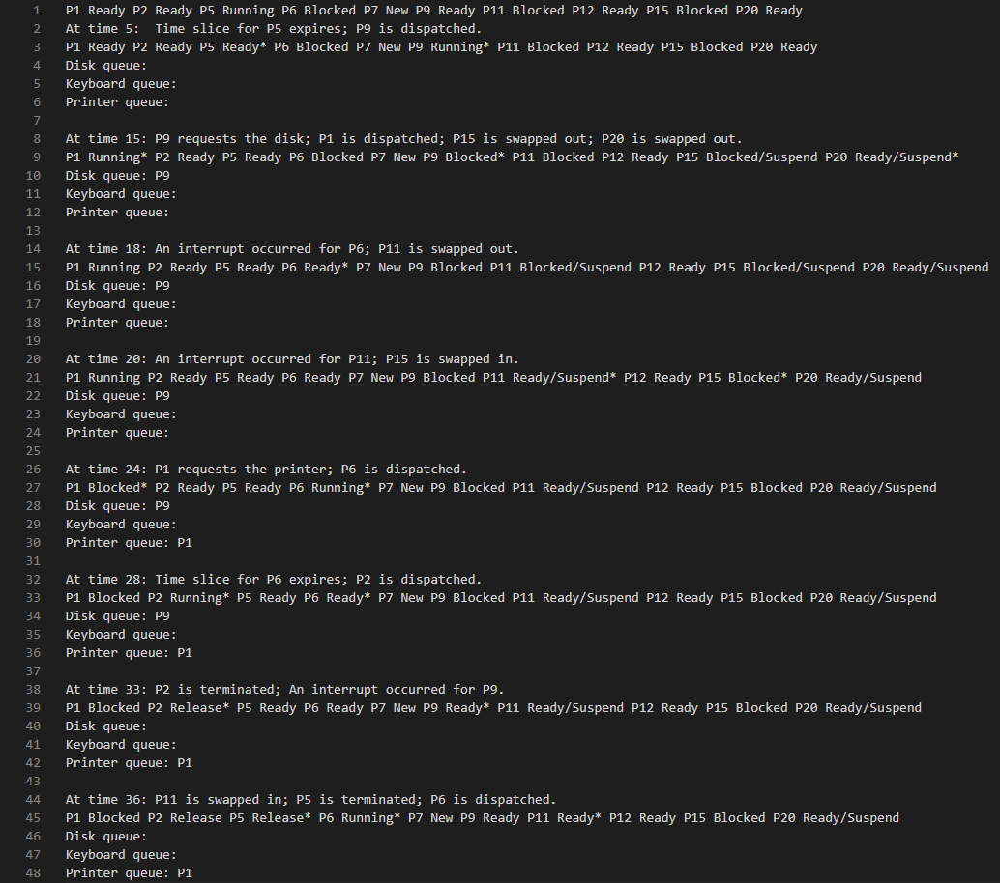 1 P1 Ready P2 Ready P5 Running P6 Blocked P7 New P9 Ready P11 Blocked P12 Ready P15 Blocked P20 Ready
2 At time 5:  Time slice for P5 expires; P9 is dispatched.
3 P1 Ready P2 Ready P5 Ready* P6 Blocked P7 New P9 Running* P11 Blocked P12 Ready P15 Blocked P20 Ready
4 Disk queue:
5 Keyboard queue:
6 Printer queue:
7
8 At time 15: P9 requests the disk; P1 is dispatched; P15 is swapped out; P20 is swapped out.
9 P1 Running* P2 Ready P5 Ready P6 Blocked P7 New P9 Blocked* P11 Blocked P12 Ready P15 Blocked/Suspend P20 Ready/Suspend*
10 Disk queue: P9
11 Keyboard queue:
12 Printer queue:
13
14 At time 18: An interrupt occurred for P6; P11 is swapped out.
15 P1 Running P2 Ready P5 Ready P6 Ready* P7 New P9 Blocked P11 Blocked/Suspend P12 Ready P15 Blocked/Suspend P20 Ready/Suspend
16 Disk queue: P9
17 Keyboard queue:
18 Printer queue:
19
20 At time 20: An interrupt occurred for P11; P15 is swapped in.
21 P1 Running P2 Ready P5 Ready P6 Ready P7 New P9 Blocked P11 Ready/Suspend* P12 Ready P15 Blocked* P20 Ready/Suspend
22 Disk queue: P9
23 Keyboard queue:
24 Printer queue:
25
26 At time 24: P1 requests the printer; P6 is dispatched.
27 P1 Blocked* P2 Ready P5 Ready P6 Running* P7 New P9 Blocked P11 Ready/Suspend P12 Ready P15 Blocked P20 Ready/Suspend
28 Disk queue: P9
29 Keyboard queue:
30 Printer queue: P1
31
32 At time 28: Time slice for P6 expires; P2 is dispatched.
33 P1 Blocked P2 Running* P5 Ready P6 Ready* P7 New P9 Blocked P11 Ready/Suspend P12 Ready P15 Blocked P20 Ready/Suspend
34 Disk queue: P9
35 Keyboard queue:
36 Printer queue: P1
37
38 At time 33: P2 is terminated; An interrupt occurred for P9.
39 P1 Blocked P2 Release* P5 Ready P6 Ready P7 New P9 Ready* P11 Ready/Suspend P12 Ready P15 Blocked P20 Ready/Suspend
40 Disk queue:
41 Keyboard queue:
42 Printer queue: P1
43
44 At time 36: P11 is swapped in; P5 is terminated; P6 is dispatched.
45 P1 Blocked P2 Release P5 Release* P6 Running* P7 New P9 Ready P11 Ready* P12 Ready P15 Blocked P20 Ready/Suspend
46 Disk queue:
47 Keyboard queue:
48 Printer queue: P1